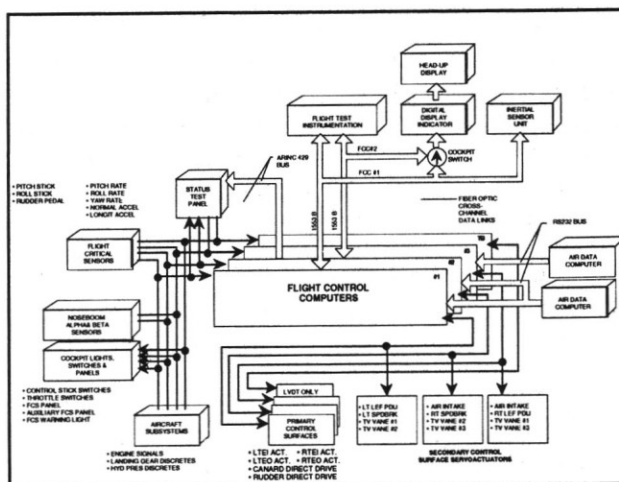 HEAD-UP
DISPLAY
FLIGHT TEST
INSTRUMENTATION
DIGITAL
DISPLAY
INDICATOR
INERTIAL
SENSOR
UNIT
FCC#2
COCKPIT
SWITCH
ARINC 429
BUS
FCC #1
• PITCH STICK
• ROLL STICK
• RUDDER PEDAL
• PITCH RATE
• ROLL RATE
• YAW RATE
• NORMAL ACCEL
• LONGIT ACCEL
STATUS
TEST
PANEL
1553 B
1553 B
FIBER OPTIC
CROSS-
CHANNEL
DATA LINKS
RS232 BUS
FLIGHT
CRITICAL
SENSORS
#3
#2
#1
FLIGHT CONTROL
COMPUTERS
AIR DATA
COMPUTER
AIR DATA
COMPUTER
NOSEBOOM
ALPHA& BETA
SENSORS
COCKPIT LIGHTS,
SWITCHES &
PANELS
• CONTROL STICK SWITCHES
• THROTTLE SWITCHES
• FCS PANEL
• AUXILIARY FCS PANEL
• FCS WARNING LIGHT
AIRCRAFT
SUBSYSTEMS
• ENGINE SIGNALS
• LANDING GEAR DISCRETES
• HYD PRES DISCRETES
LVDT ONLY
PRIMARY
CONTROL
SURFACES
• LTEI ACT. • RTEI ACT.
• LTEO ACT. • RTEO ACT.
• CANARD DIRECT DRIVE
• RUDDER DIRECT DRIVE
• LT LEF PDU
• LT SPDBRK
• TV VANE #1
• TV VANE #2
• AIR INTAKE
• RT SPDBRK
• TV VANE #2
• TV VANE #3
• AIR INTAKE
• RT LEF PDU
• TV VANE #1
• TV VANE #3
SECONDARY CONTROL
SURFACE SERVOACTUATORS